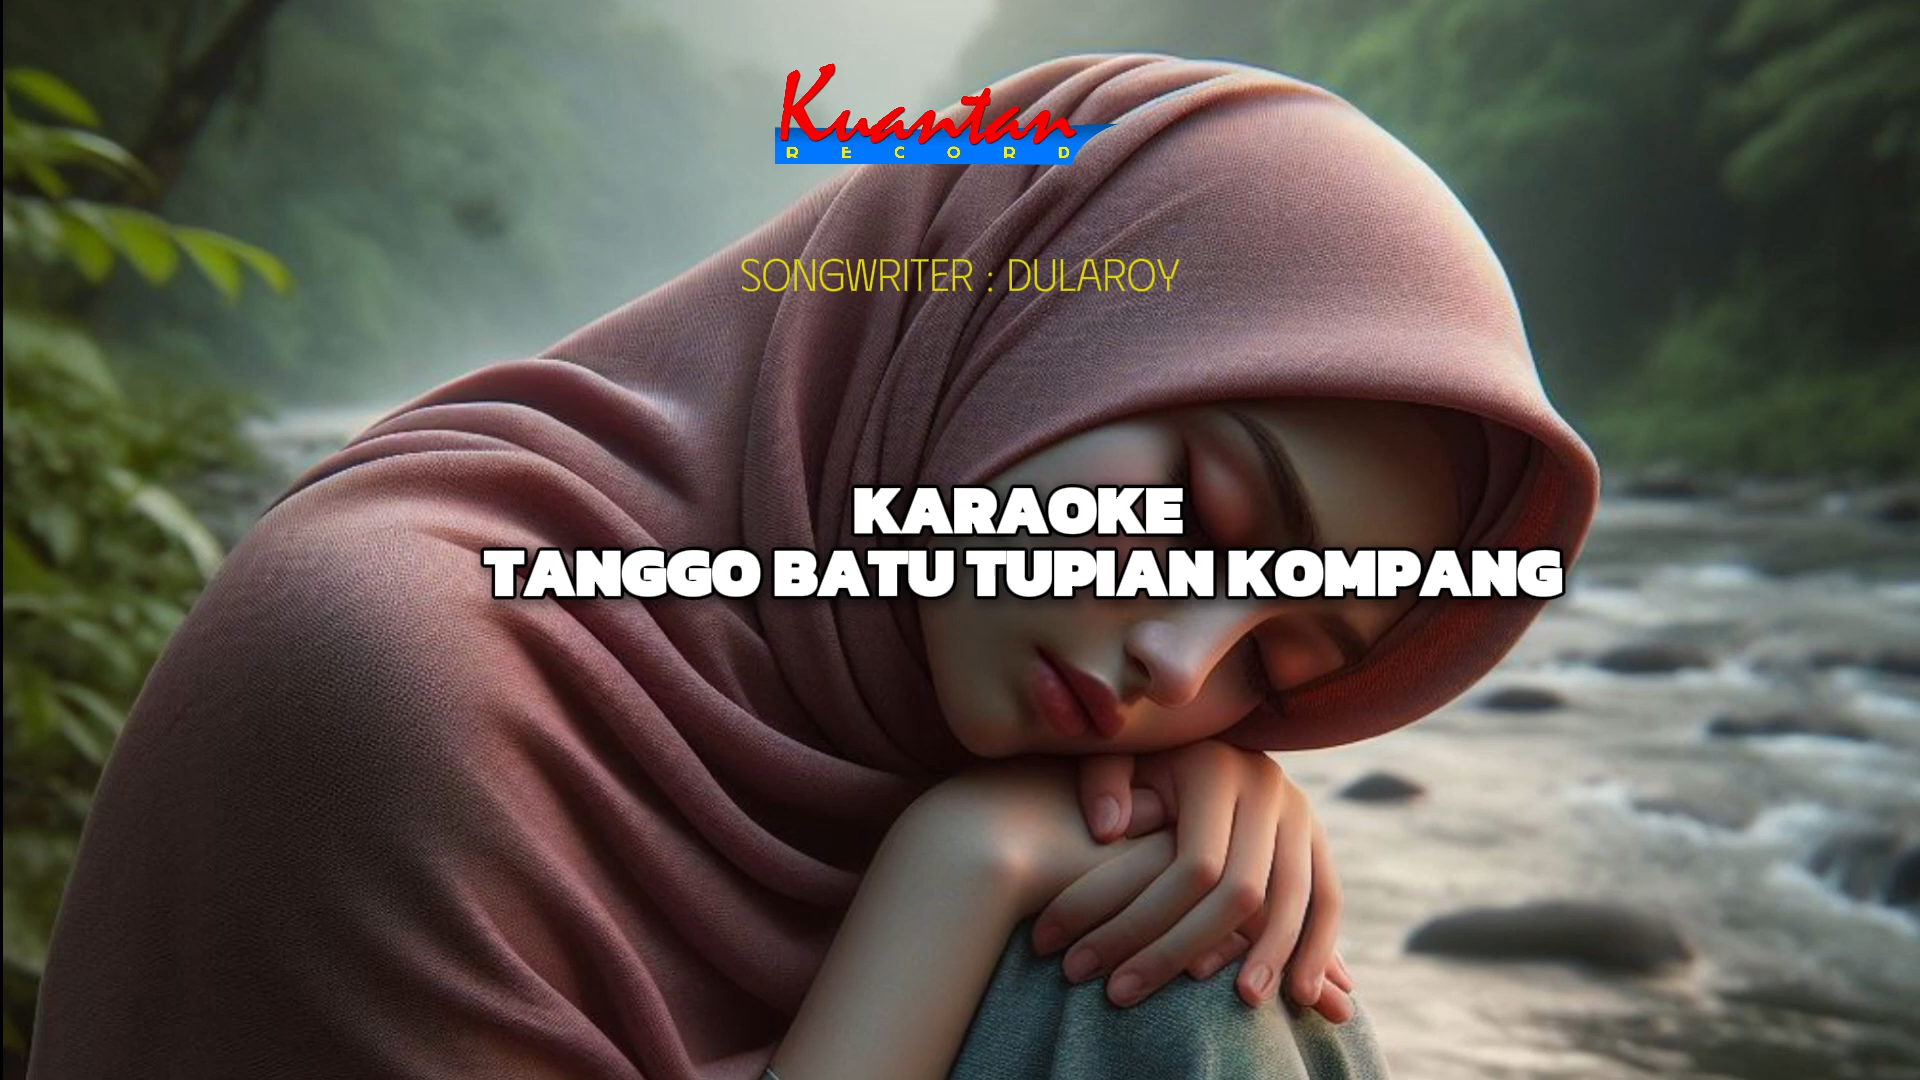 Kuantan
RECORD
SONGWRITER : DULAROY
KARAOKE
TANGGO BATU TUPIAN KOMPANG